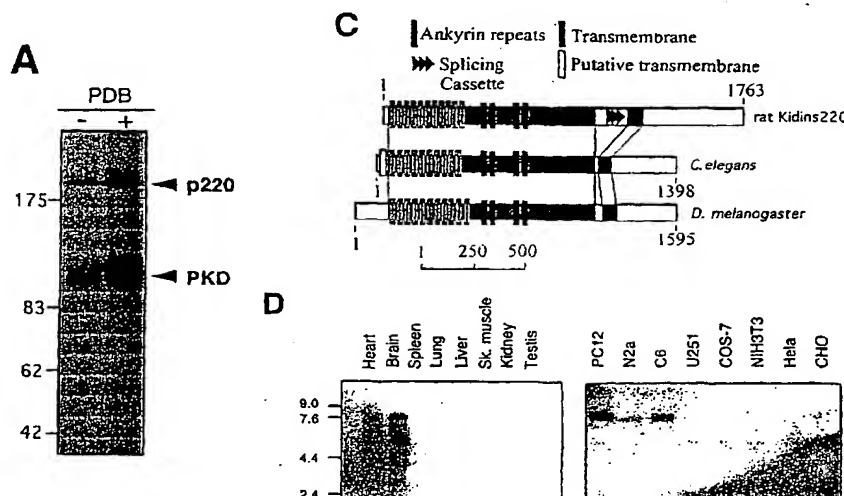 A
PDB
- +
p220
175
PKD
83
62
42
C
Ankyrin repeats
Transmembrane
Splicing Cassette
Putative transmembrane
1
1763
rat Kidins220
C.elegans
1
1398
D. melanogaster
1
1595
1 250 500
D
Heart
Brain
Spleen
Lung
Liver
Sk. muscle
Kidney
Testis
PC12
N2a
C6
U251
COS-7
NIH3T3
Hela
CHO
9.0
7.6
4.4
2.4